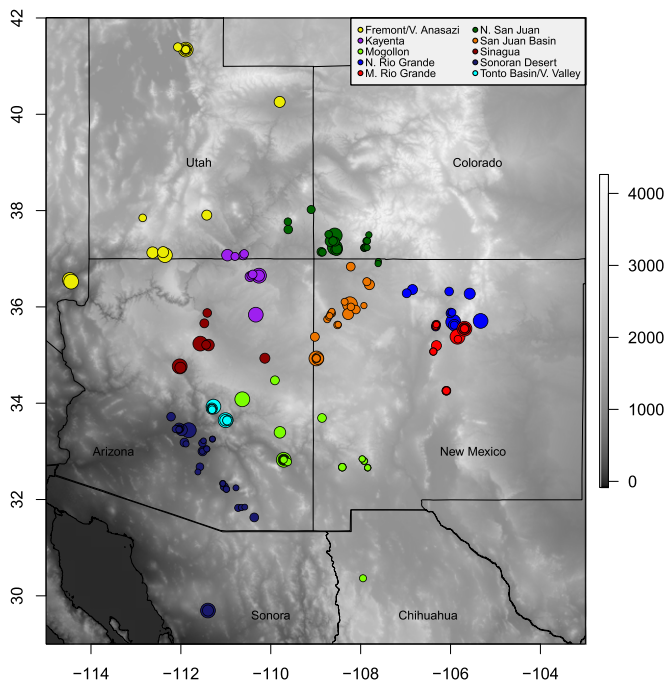 42
Fremont/V. Anasazi
N. San Juan
Kayenta
San Juan Basin
Mogollon
Sinagua
N. Rio Grande
Sonoran Desert
M. Rio Grande
Tonto Basin/V. Valley
40
Utah
Colorado
4000
38
3000
36
2000
34
1000
Arizona
New Mexico
32
0
30
Sonora
Chihuahua
−114
−112
−110
−108
−106
−104